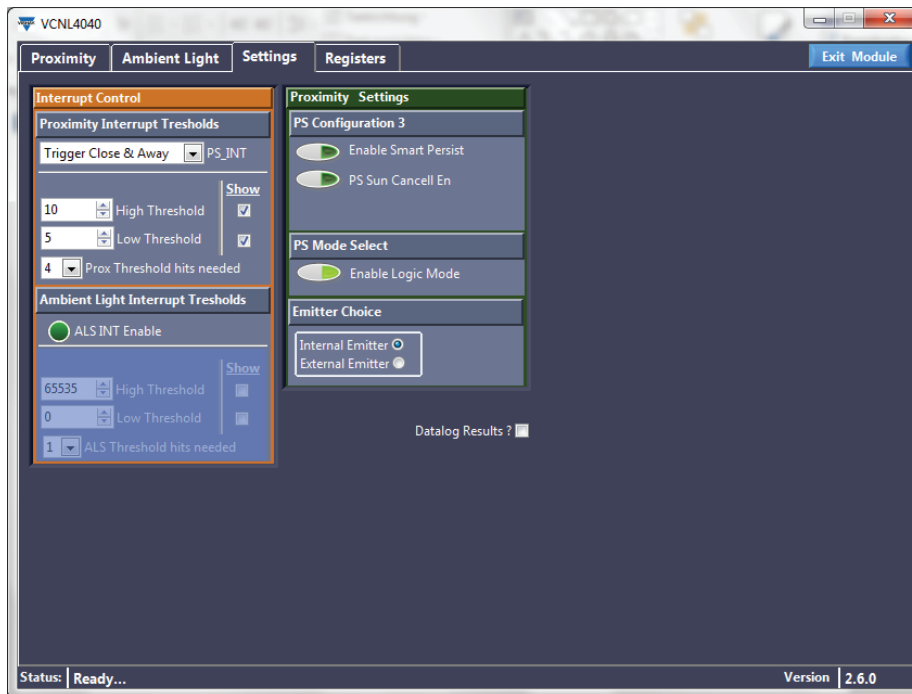 VCNL4040
Proximity Ambient Light Settings Registers Exit Module
Interrupt Control
Proximity Interrupt Tresholds
Trigger Close & Away PS_INT
Show
10 High Threshold
5 Low Threshold
4 Prox Threshold hits needed
Ambient Light Interrupt Tresholds
ALS INT Enable
Show
65535 High Threshold
0 Low Threshold
1 ALS Threshold hits needed
Proximity Settings
PS Configuration 3
Enable Smart Persist
PS Sun Cancell En
PS Mode Select
Enable Logic Mode
Emitter Choice
Internal Emitter
External Emitter
Datalog Results ?
Status: Ready... Version 2.6.0